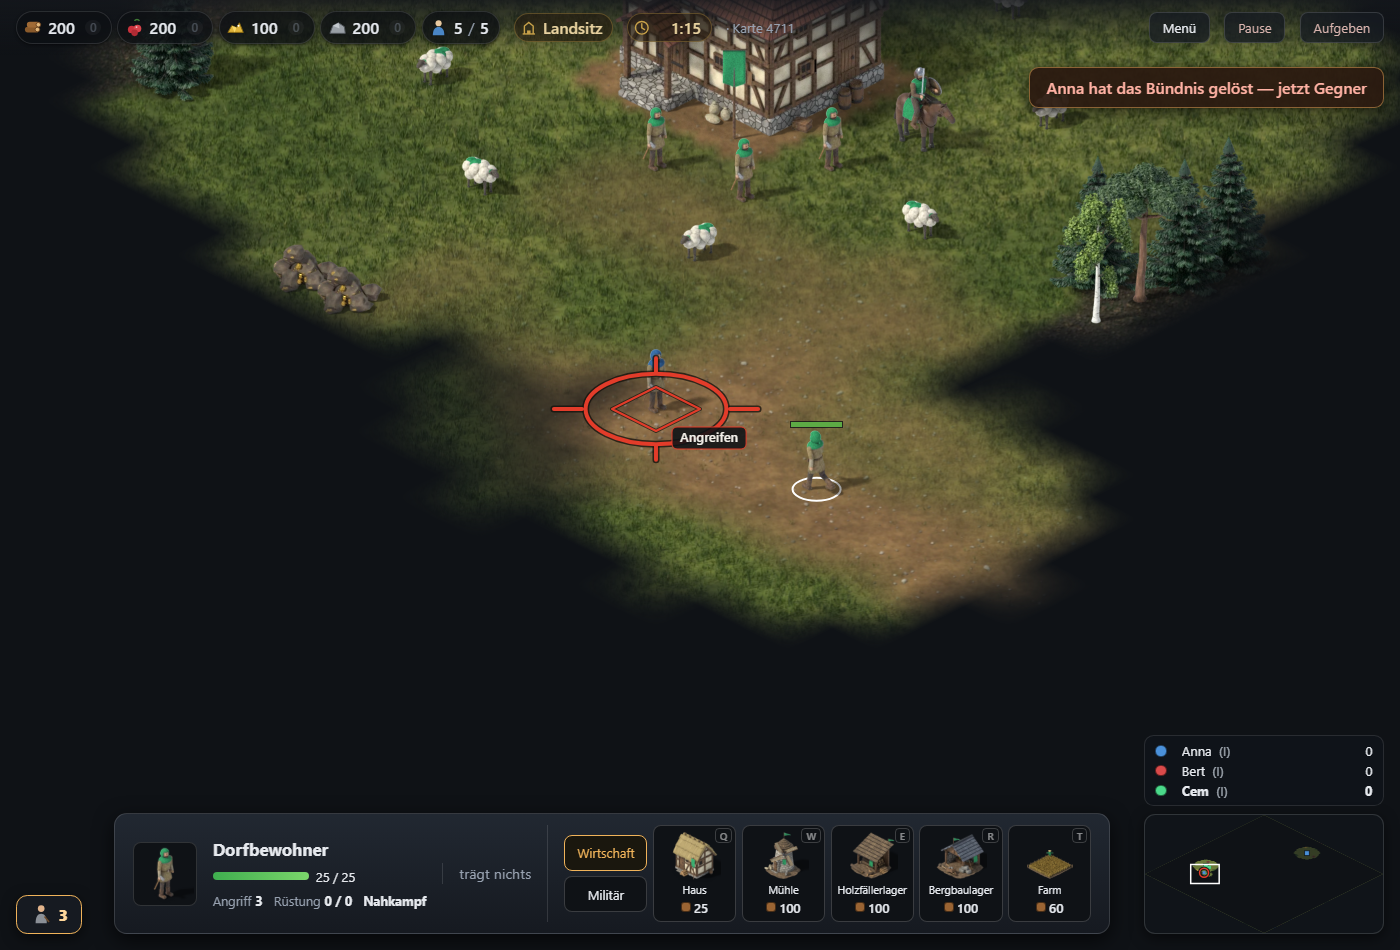 200 0 200 0 100 0 200 0 5 / 5 Landsitz 1:15 Karte 4711 Menü Pause Aufgeben
Anna hat das Bündnis gelöst — jetzt Gegner
Angreifen
Anna (I) 0
Bert (I) 0
Cem (I) 0
Dorfbewohner
25 / 25
Angriff 3 Rüstung 0 / 0 Nahkampf
trägt nichts
Wirtschaft
Militär
Q
Haus
25
W
Mühle
100
E
Holzfällerlager
100
R
Bergbaulager
100
T
Farm
60
3